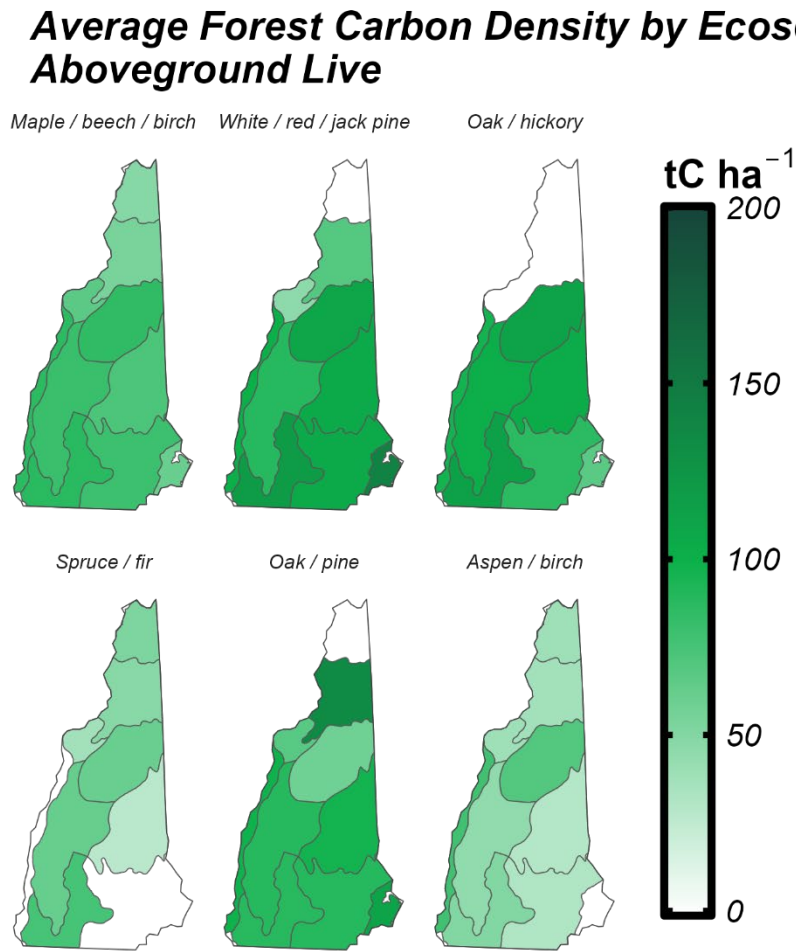 Average Forest Carbon Density by
Aboveground Live
Maple / beech / birch
White / red / jack pine
Oak / hickory
tC ha⁻¹
200
150
100
50
0
Spruce / fir
Oak / pine
Aspen / birch